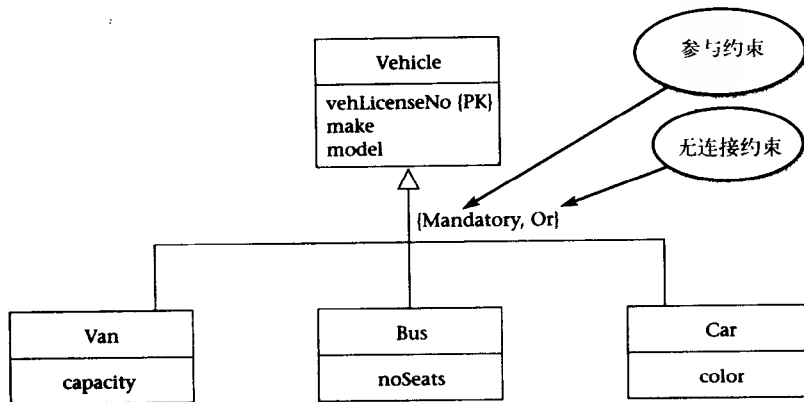 Vehicle
vehLicenseNo {PK}
make
model
参与约束
无连接约束
{Mandatory, Or}
Van
capacity
Bus
noSeats
Car
color